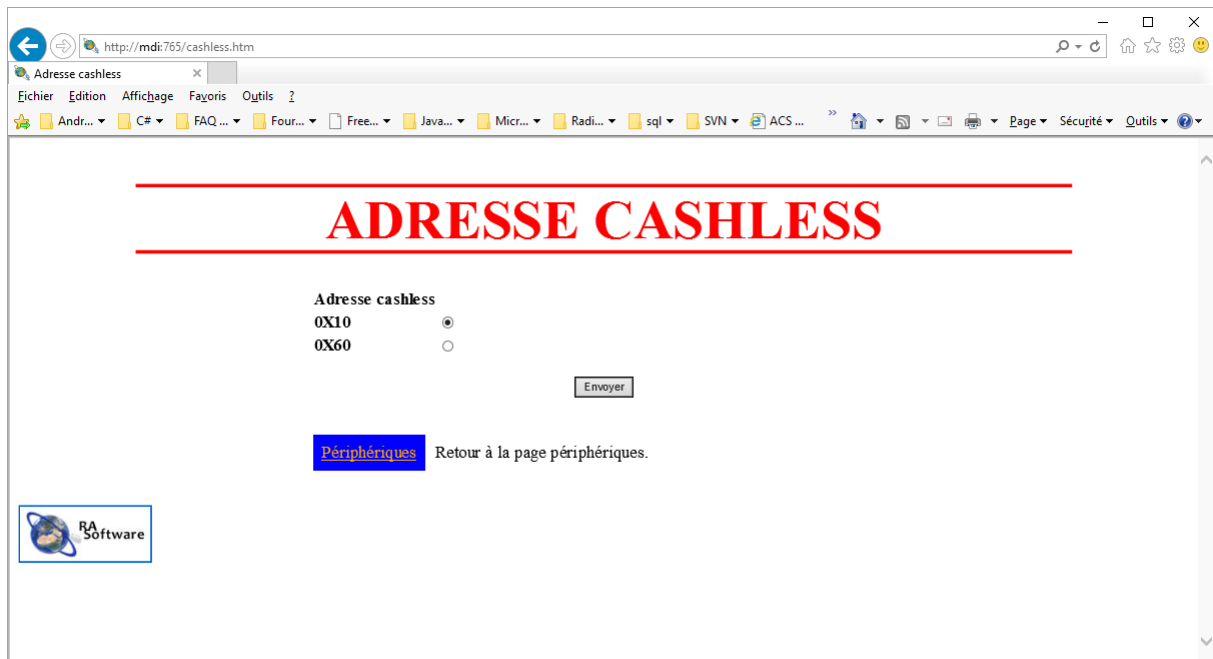 http://mdi:765/cashless.htm
Adresse cashless
Fichier Edition Affichage Favoris Outils ?
Andr... C# FAQ ... Four... Free... Java... Micr... Radi... sql SVN ACS ... » Page Sécurité Outils
ADRESSE CASHLESS
Adresse cashless
0X10
0X60
Envoyer
Périphériques Retour à la page périphériques.
RA
Software